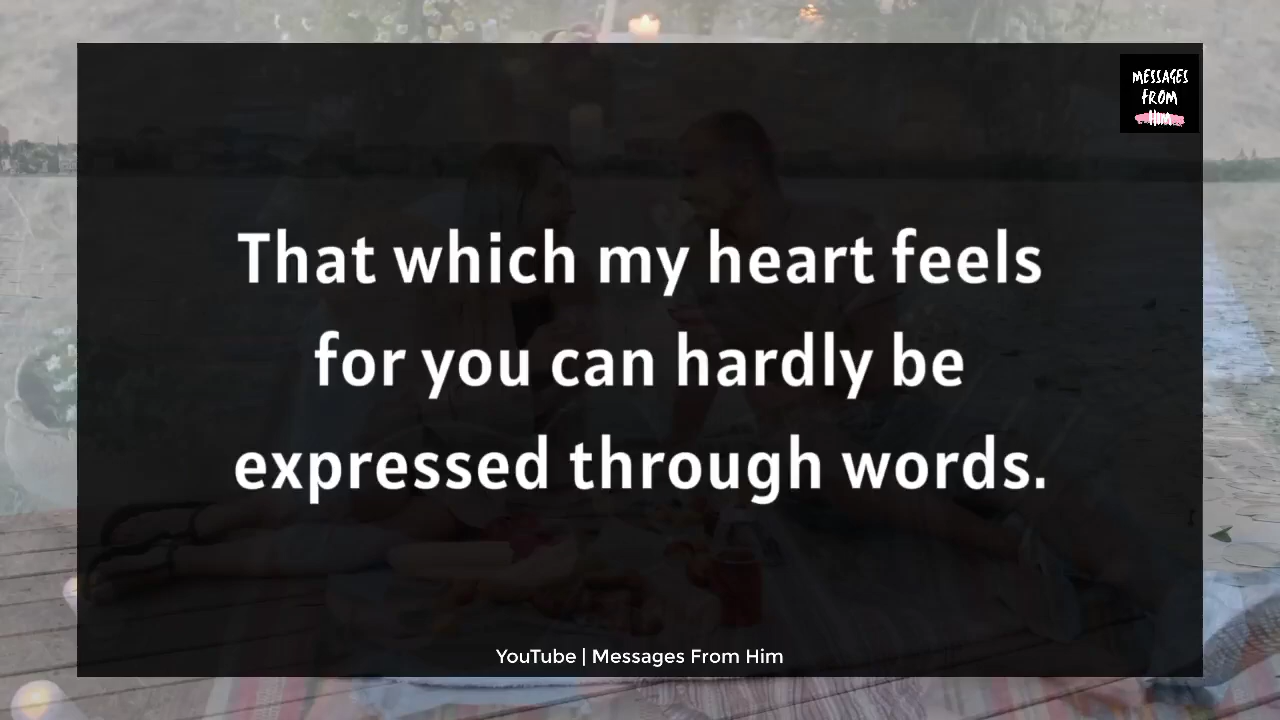 MESSAGES
FROM
HIM
That which my heart feels
for you can hardly be
expressed through words.
YouTube | Messages From Him